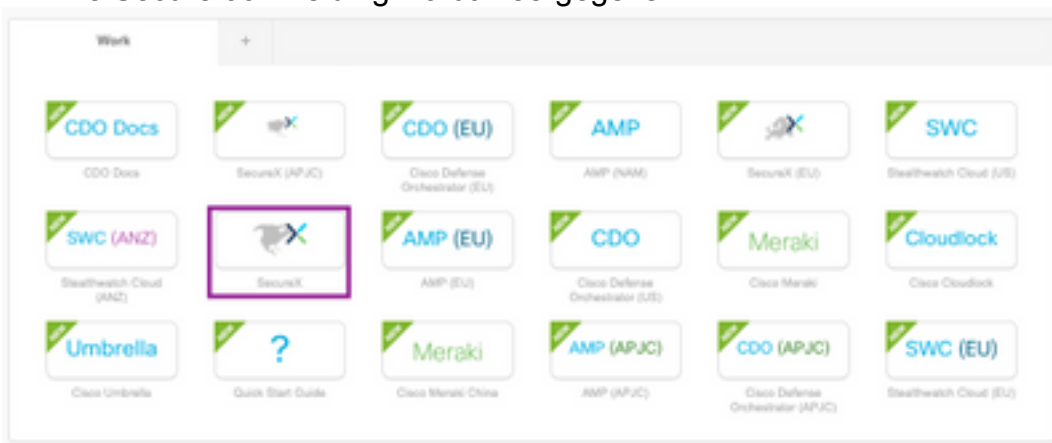 Work +
CDO Docs CDO (EU) AMP SWC
CDO Docs SecureX (APJC) Cisco Defense Orchestrator (EU) AMP (NAM) SecureX (EU) Stealthwatch Cloud (US)
SWC (ANZ) AMP (EU) CDO Meraki Cloudlock
Stealthwatch Cloud (ANZ) SecureX AMP (EU) Cisco Defense Orchestrator (US) Cisco Meraki Cisco Cloudlock
Umbrella ? Meraki AMP (APJC) CDO (APJC) SWC (EU)
Cisco Umbrella Quick Start Guide Cisco Meraki China AMP (APJC) Cisco Defense Orchestrator (APJC) Stealthwatch Cloud (EU)